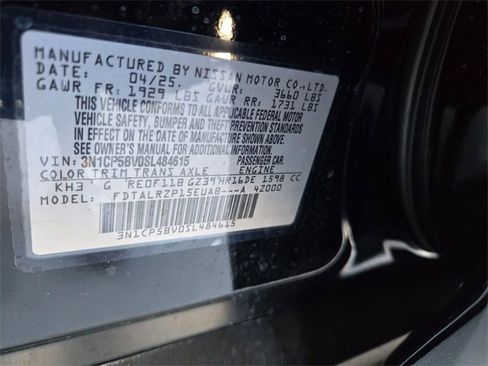 MANUFACTURED BY NISSAN MOTOR CO., LTD.
DATE: 04/25. GVWR: 3660 LBS
GAWR FR: 1929 LBS GAWR RR: 1731 LBS
THIS VEHICLE CONFORMS TO ALL APPLICABLE FEDERAL MOTOR
VEHICLE SAFETY, BUMPER AND THEFT PREVENTION STANDARDS
IN EFFECT ON THE DATE OF MANUFACTURE SHOWN ABOVE.
SEE OWNER'S MANUAL FOR ADDITIONAL INFORMATION
VIN: 3N1CP5BV0SL484615 PASSENGER CAR.
COLOR TRIM TRANS AXLE ENGINE
KH3 G RE0F11B GZ39 HR16DE 1598 CC
MODEL: FDTALRZP15EUA8---A 42000
3N1CP5BV0SL484615